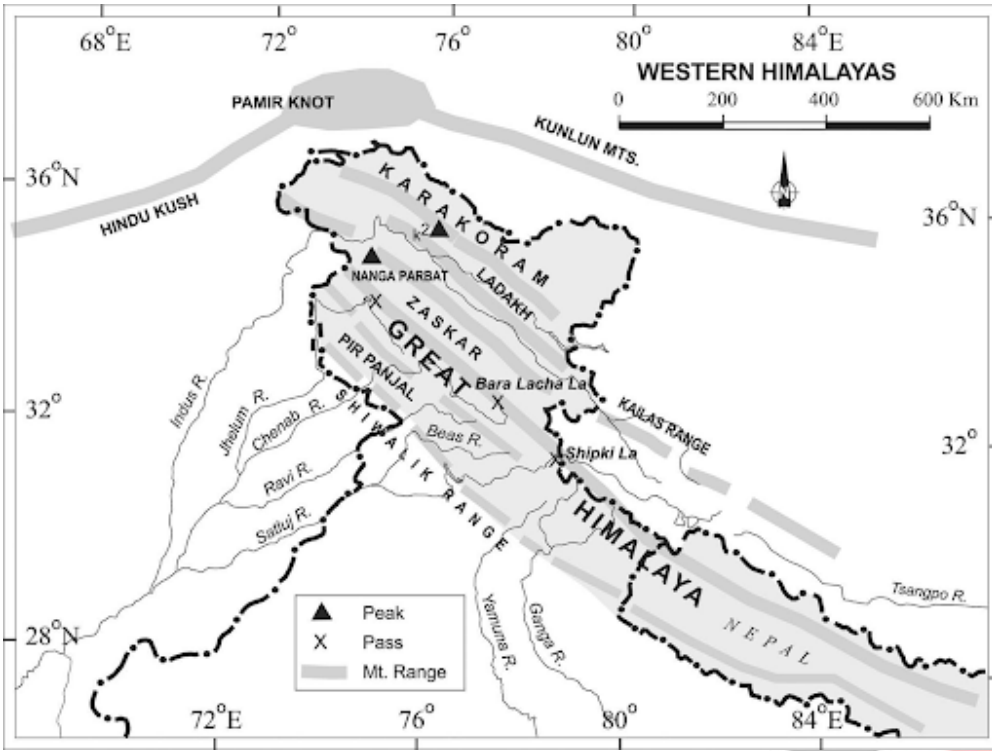 68°E
72°E
76°E
80°E
84°E
WESTERN HIMALAYAS
0 200 400 600 Km
PAMIR KNOT
KUNLUN MTS.
N
36°N
36°N
HINDU KUSH
KARAKORAM
K2
NANGA PARBAT
LADAKH
ZASKAR
GREAT
PIR PANJAL
Bara Lacha La
32°N
KAILAS RANGE
32°
Indus R.
Jhelum R.
Chenab R.
SHIWALIK RANGE
Beas R.
Shipki La
Ravi R.
Satluj R.
HIMALAYA
Tsangpo R.
Yamuna R.
Ganga R.
NEPAL
28°N
Peak
Pass
Mt. Range
72°E
76°E
80°E
84°E